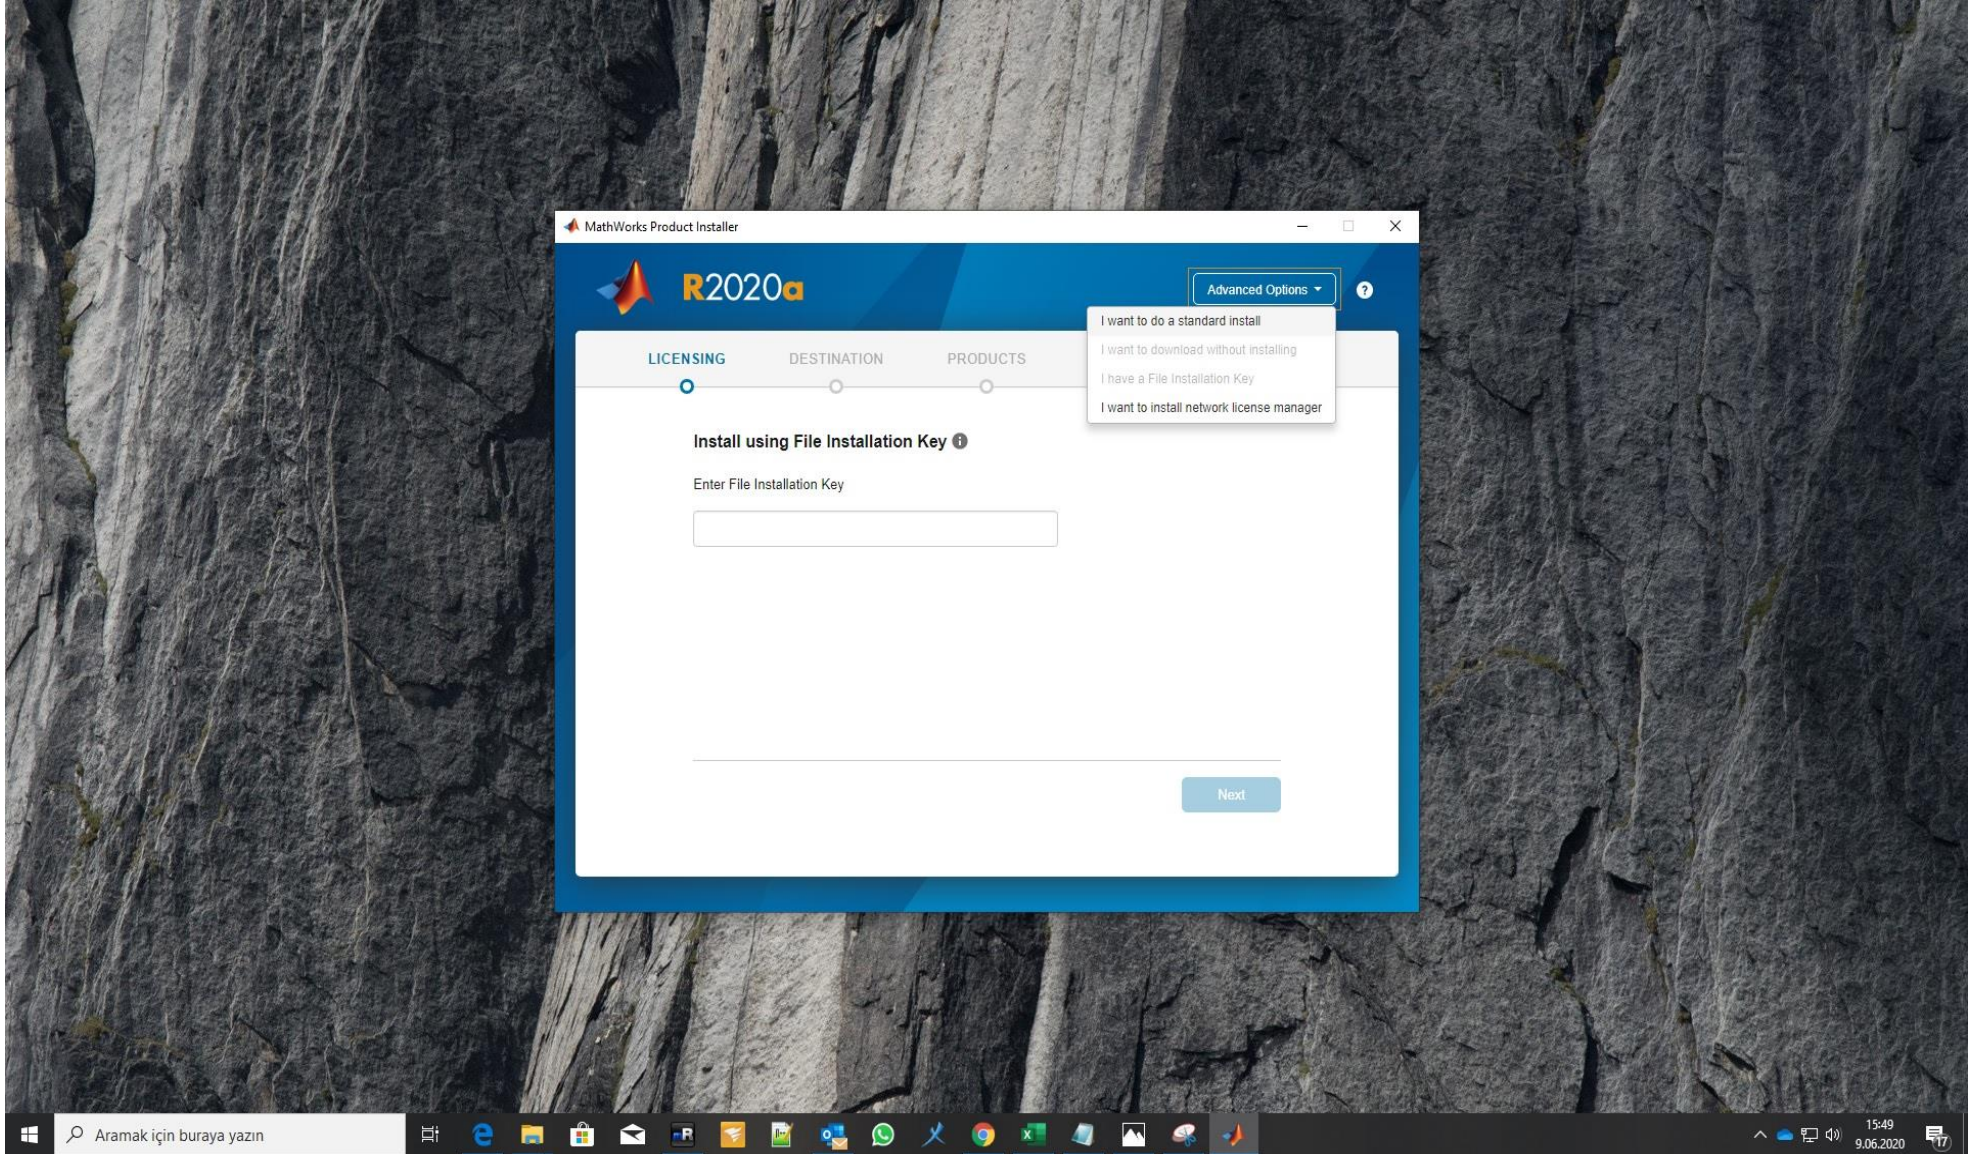 MathWorks Product Installer
R2020a
Advanced Options
I want to do a standard install
I want to download without installing
I have a File Installation Key
I want to install network license manager
LICENSING
DESTINATION
PRODUCTS
Install using File Installation Key
Enter File Installation Key
Next
Aramak için buraya yazın
15:49
9.06.2020
17